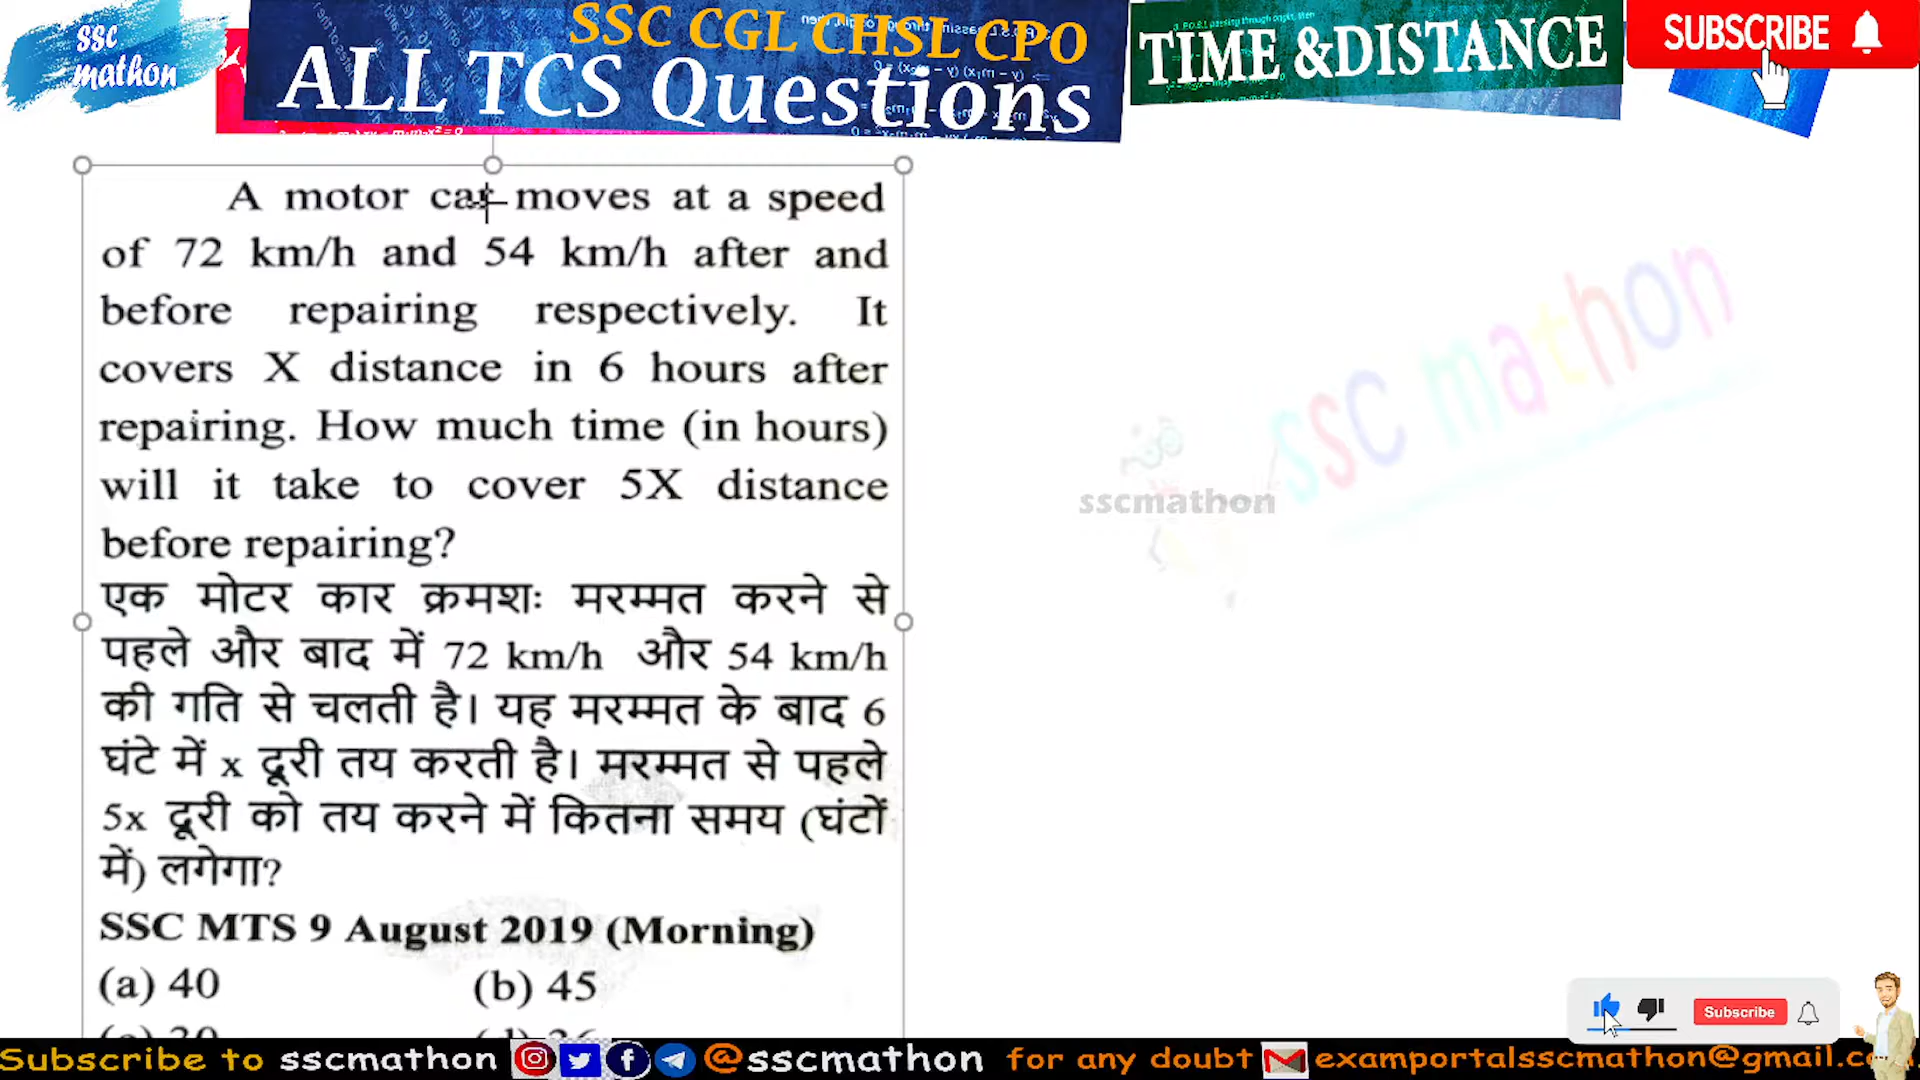 ssc
mathon
SSC CGL CHSL CPO
ALL TCS Questions
TIME &DISTANCE
SUBSCRIBE
A motor car moves at a speed
of 72 km/h and 54 km/h after and
before repairing respectively. It
covers X distance in 6 hours after
repairing. How much time (in hours)
will it take to cover 5X distance
before repairing?
एक मोटर कार क्रमशः मरम्मत करने से
पहले और बाद में 72 km/h और 54 km/h
की गति से चलती है। यह मरम्मत के बाद 6
घंटे में x दूरी तय करती है। मरम्मत से पहले
5x दूरी को तय करने में कितना समय (घंटों
में) लगेगा?
SSC MTS 9 August 2019 (Morning)
(a) 40 (b) 45
ssc mathon
sscmathon
Subscribe
Subscribe to sscmathon @sscmathon for any doubt examportalsscmathon@gmail.c